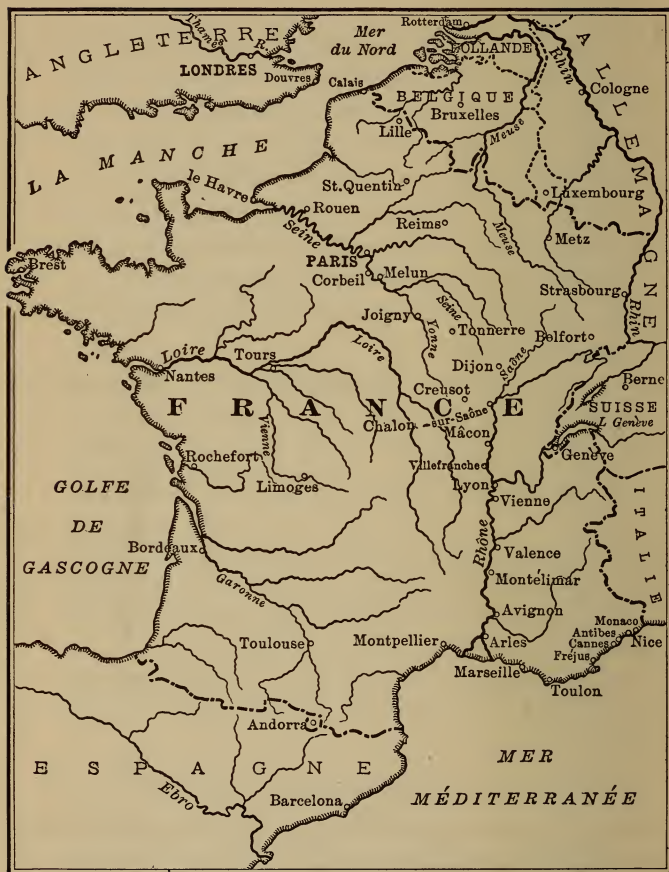 ANGLETERRE
Thames R.
LONDRES
Douvres
Mer
du Nord
Rotterdam
HOLLANDE
Rhin
ALLEMAGNE
Cologne
Calais
BELGIQUE
Bruxelles
Lille
Meuse
LA MANCHE
le Havre
St. Quentin
Luxembourg
Rouen
Seine
Reims
Meuse
Metz
PARIS
Corbeil
Melun
Brest
Strasbourg
Rhin
Joigny
Seine
Yonne
Tonnerre
Belfort
Loire
Tours
Loire
Dijon
Saône
Nantes
Creusot
Berne
FRANCE
SUISSE
L Genève
Vienne
Chalon-sur-Saône
Mâcon
Genève
Rochefort
Villefranche
Limoges
Lyon
Vienne
GOLFE
DE
GASCOGNE
ITALIE
Bordeaux
Rhône
Valence
Garonne
Montélimar
Avignon
Toulouse
Montpellier
Arles
Monaco
Antibes
Cannes
Nice
Fréjus
Marseille
Toulon
Andorra
ESPAGNE
MER
MÉDITERRANÉE
Ebro
Barcelona